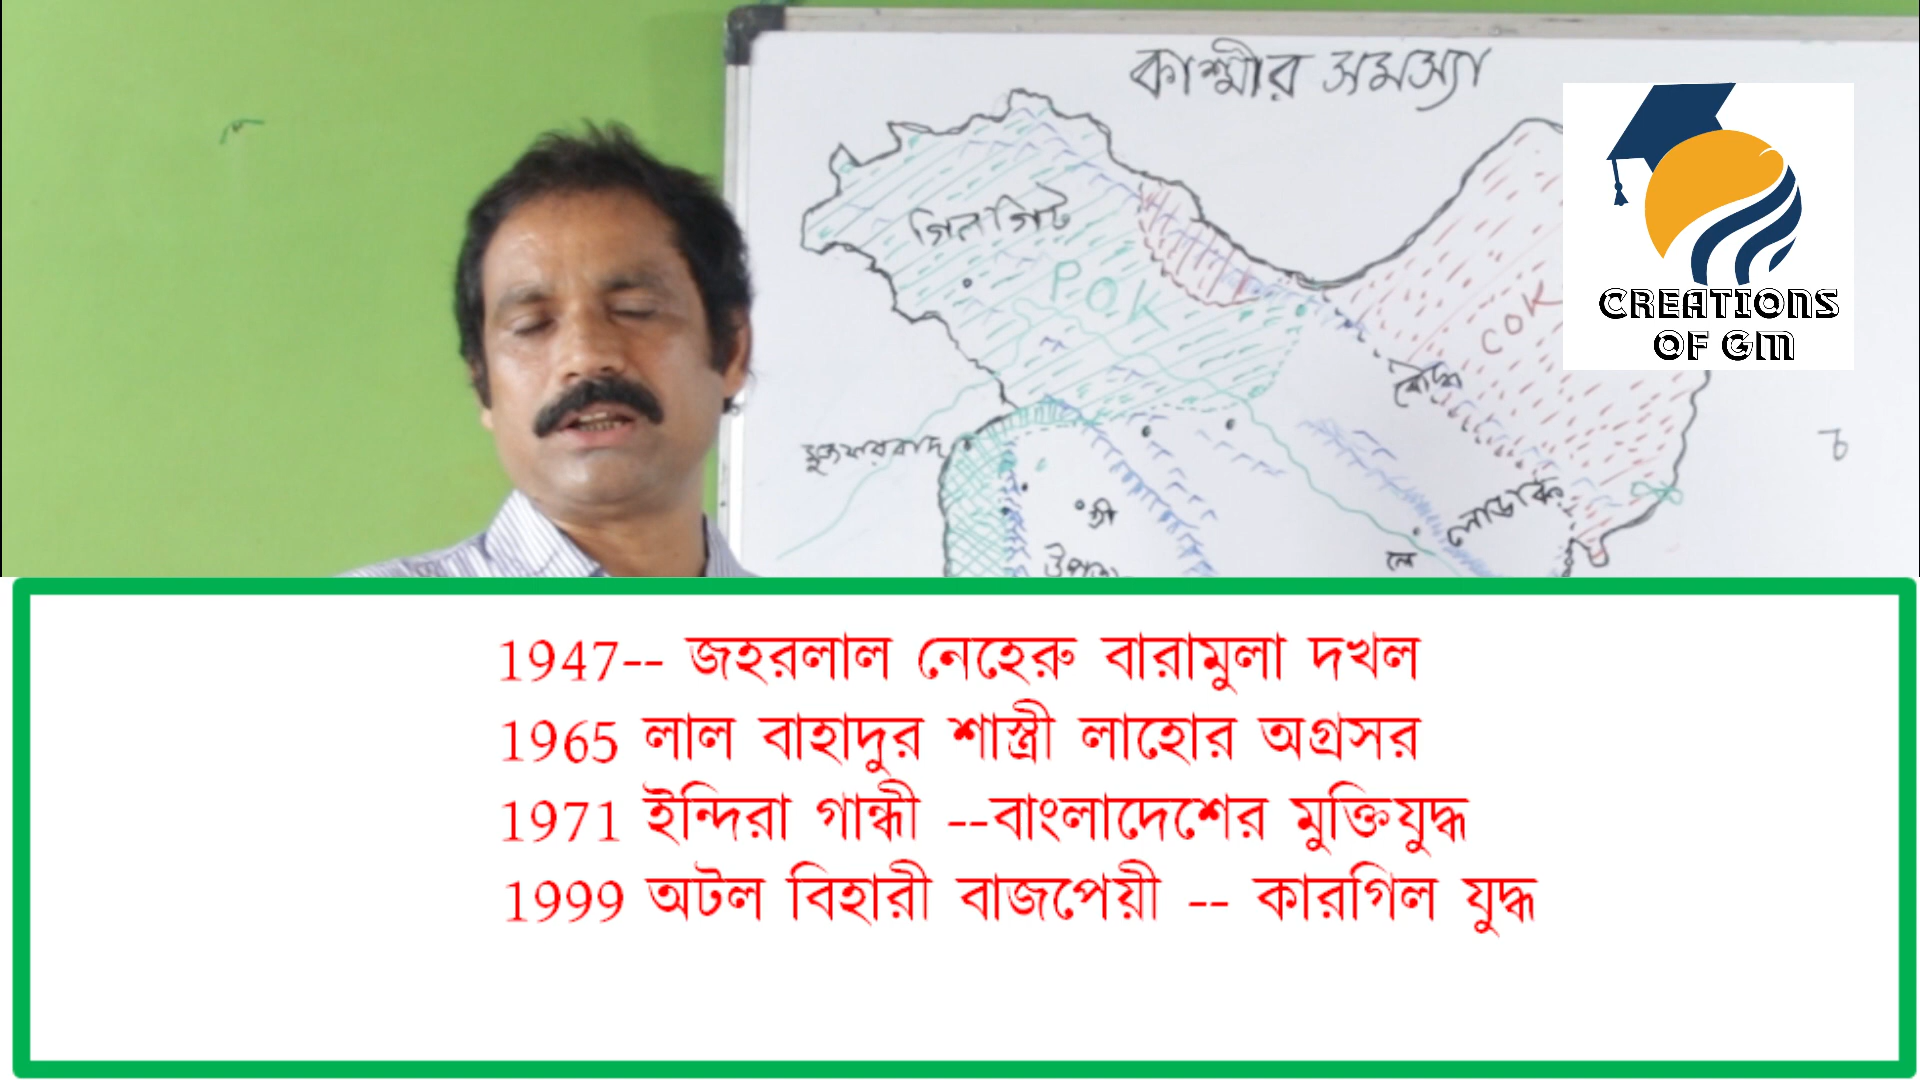 কাশ্মীর সমস্যা
গিলগিট
POK
COK
CREATIONS
OF GM
মুজফরবাদ
লাডাক
শ্রী
লে
1947-- জহরলাল নেহেরু বারামুলা দখল
1965 লাল বাহাদুর শাস্ত্রী লাহোর অগ্রসর
1971 ইন্দিরা গান্ধী --বাংলাদেশের মুক্তিযুদ্ধ
1999 অটল বিহারী বাজপেয়ী -- কারগিল যুদ্ধ